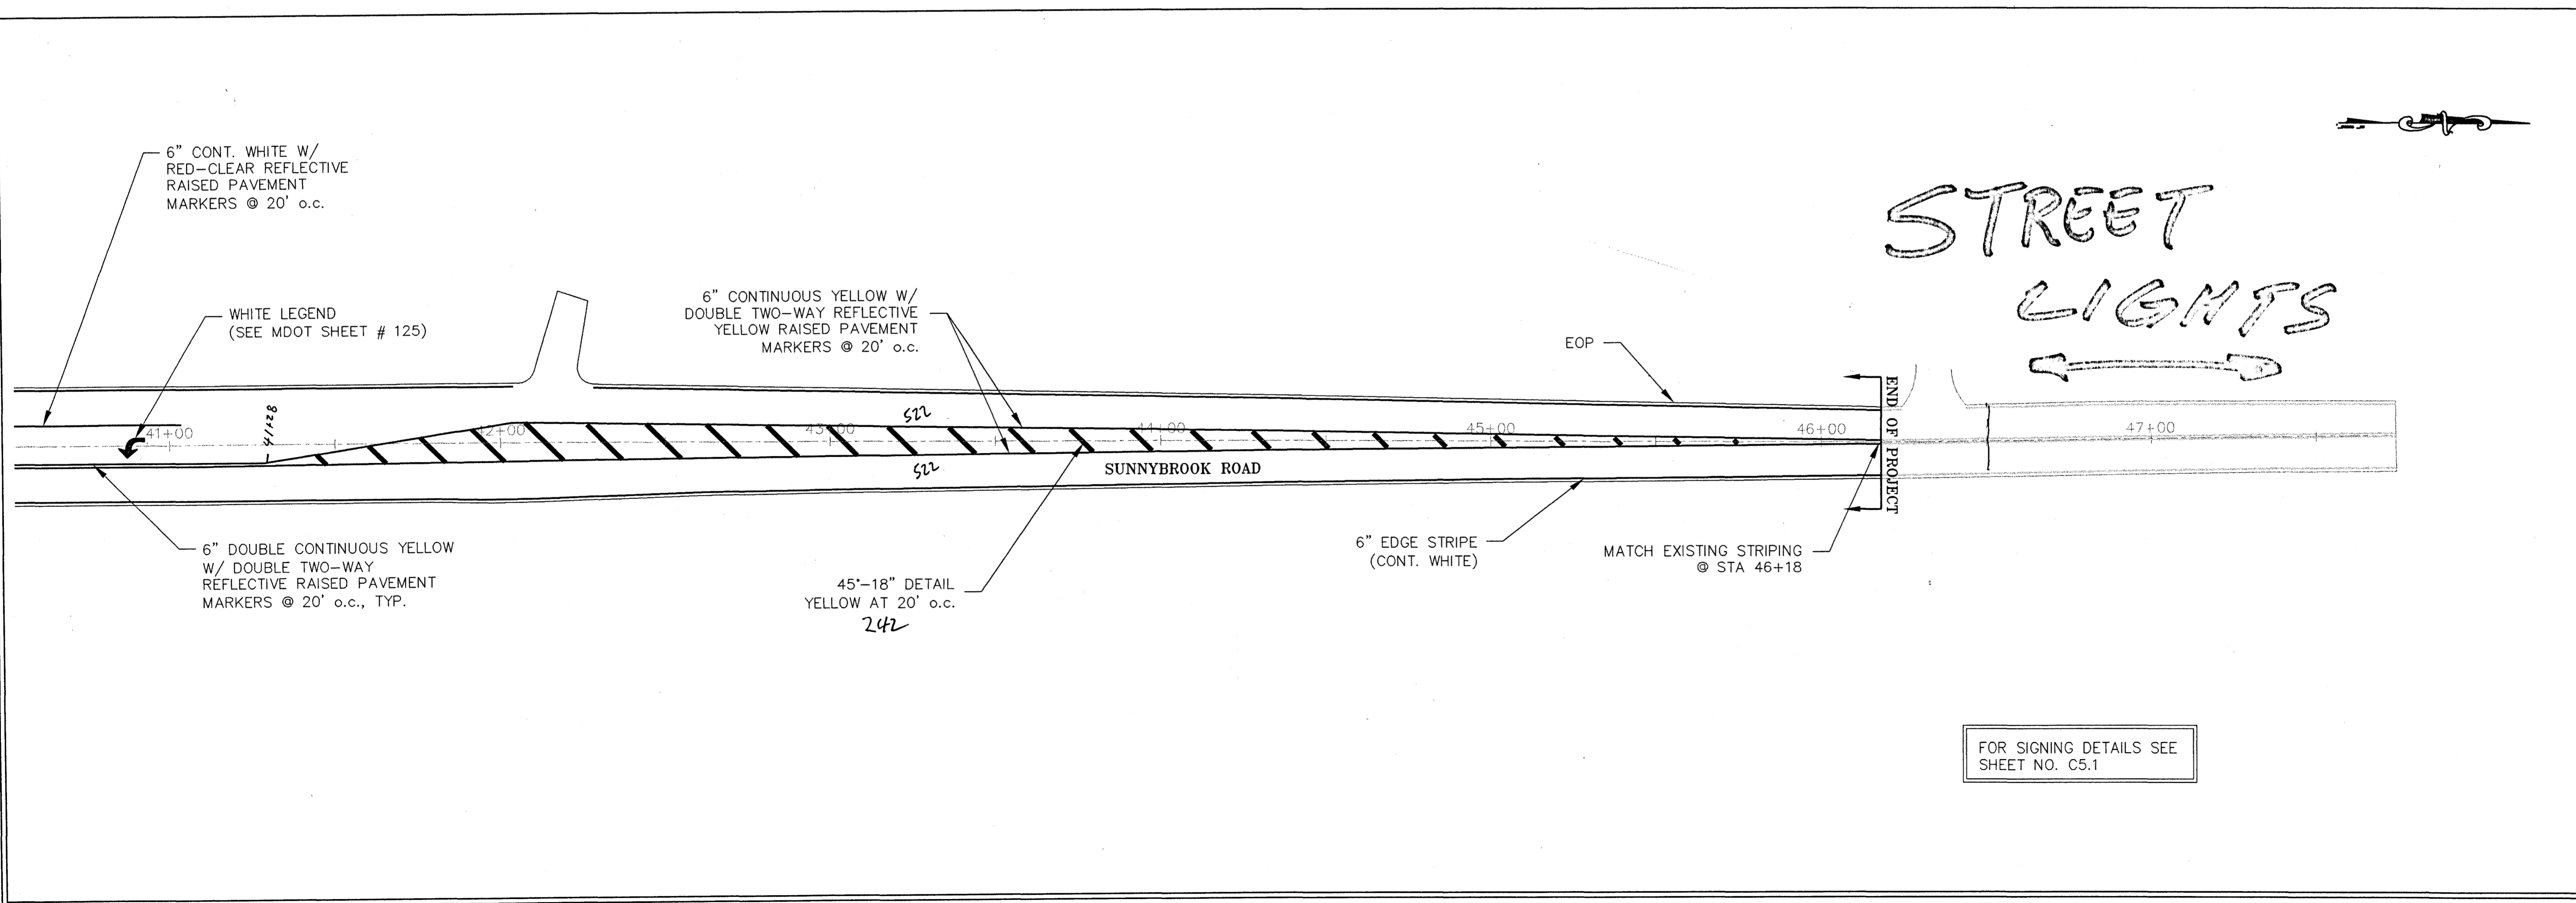 6" CONT. WHITE W/
RED-CLEAR REFLECTIVE
RAISED PAVEMENT
MARKERS @ 20' o.c.
WHITE LEGEND
(SEE MDOT SHEET # 125)
6" CONTINUOUS YELLOW W/
DOUBLE TWO-WAY REFLECTIVE
YELLOW RAISED PAVEMENT
MARKERS @ 20' o.c.
EOP
STREET
LIGHTS
41+28
522
41+00
42+00
43+00
44+00
45+00
46+00
47+00
END OF PROJECT
522
SUNNYBROOK ROAD
6" DOUBLE CONTINUOUS YELLOW
W/ DOUBLE TWO-WAY
REFLECTIVE RAISED PAVEMENT
MARKERS @ 20' o.c., TYP.
45°-18" DETAIL
YELLOW AT 20' o.c.
242
6" EDGE STRIPE
(CONT. WHITE)
MATCH EXISTING STRIPING
@ STA 46+18
FOR SIGNING DETAILS SEE
SHEET NO. C5.1